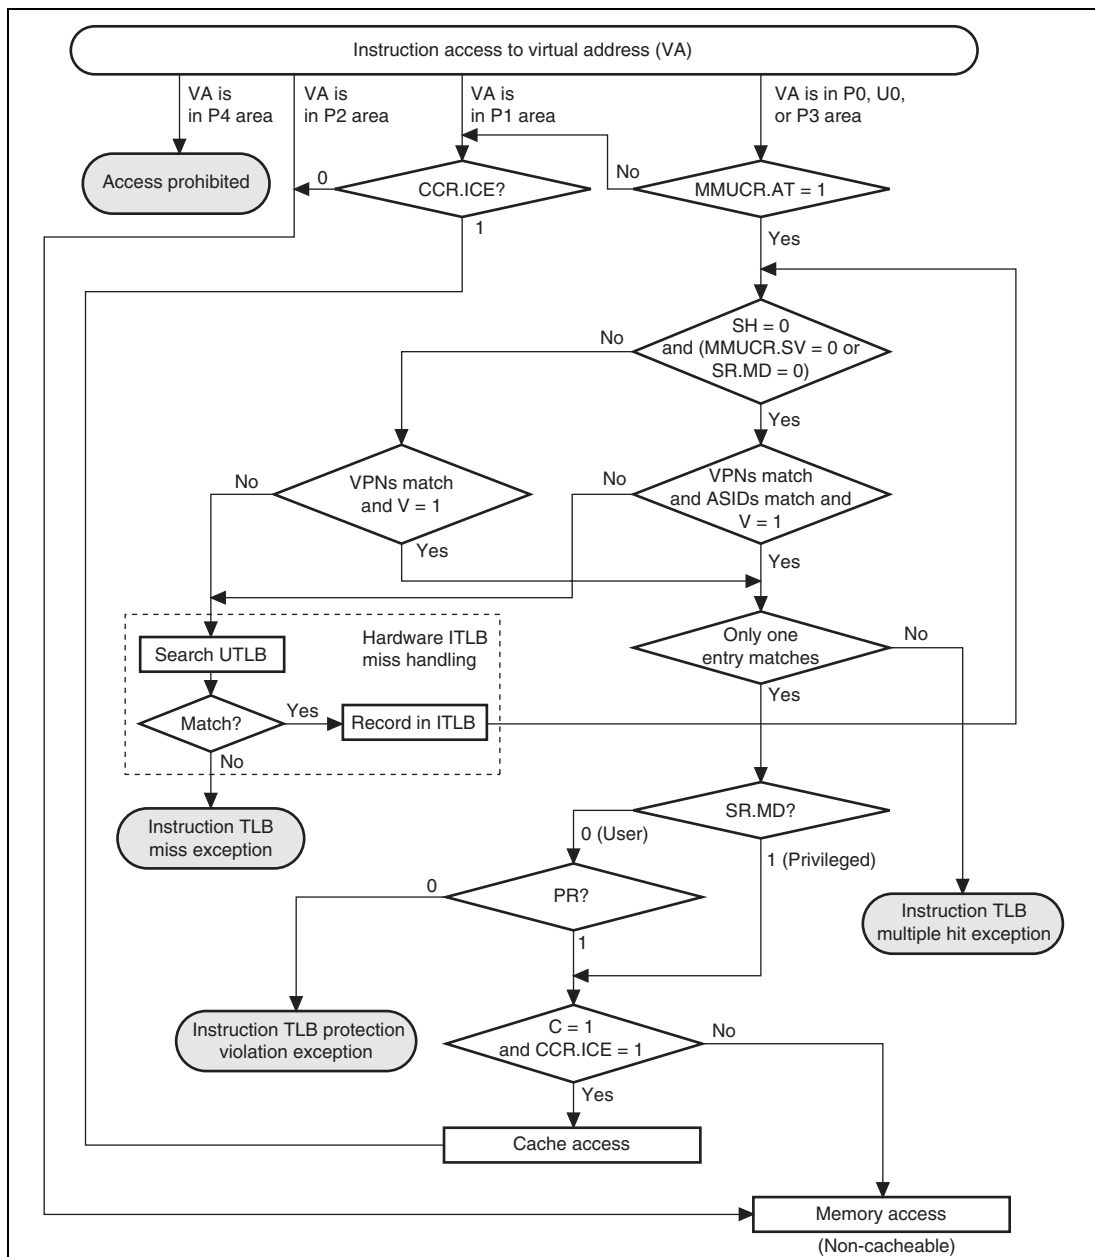 Instruction access to virtual address (VA)
VA is
in P4 area
VA is
in P2 area
VA is
in P1 area
VA is in P0, U0,
or P3 area
Access prohibited
0
CCR.ICE?
No
MMUCR.AT = 1
1
Yes
SH = 0
and (MMUCR.SV = 0 or
SR.MD = 0)
No
Yes
No
VPNs match
and V = 1
No
VPNs match
and ASIDs match and
V = 1
Yes
Yes
Hardware ITLB
miss handling
Search UTLB
Only one
entry matches
No
Yes
Match?
Yes
Record in ITLB
No
SR.MD?
Instruction TLB
miss exception
0 (User)
1 (Privileged)
0
PR?
Instruction TLB
multiple hit exception
1
Instruction TLB protection
violation exception
C = 1
and CCR.ICE = 1
No
Yes
Cache access
Memory access
(Non-cacheable)